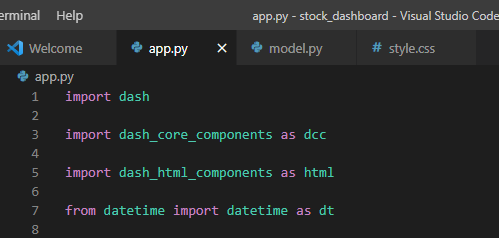 erminal Help app.py - stock_dashboard - Visual Studio Code
Welcome app.py × model.py # style.css
app.py
1 import dash
2
3 import dash_core_components as dcc
4
5 import dash_html_components as html
6
7 from datetime import datetime as dt
8